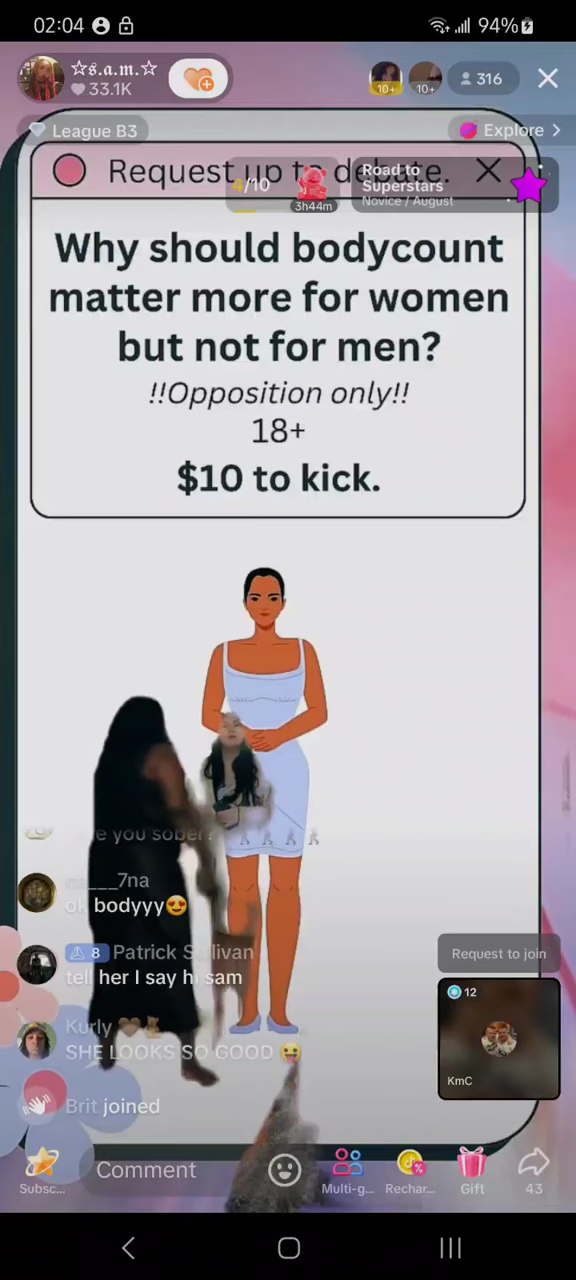 02:04
94%
☆𝔰.𝔞.𝔪.☆
33.1K
10+
10+
316
League B3
Explore >
Request up to debate.
4/10
3h44m
Road to
Superstars
Novice / August
Why should bodycount
matter more for women
but not for men?
!!Opposition only!!
18+
$10 to kick.
you sober?
___7na
ok bodyyy😍
8 Patrick Sullivan
tell her I say hi sam
Request to join
12
KmC
Kurly 🤎🧸
SHE LOOKS SO GOOD 😝
Brit joined
Comment
Subsc...
Multi-g...
Rechar...
Gift
43